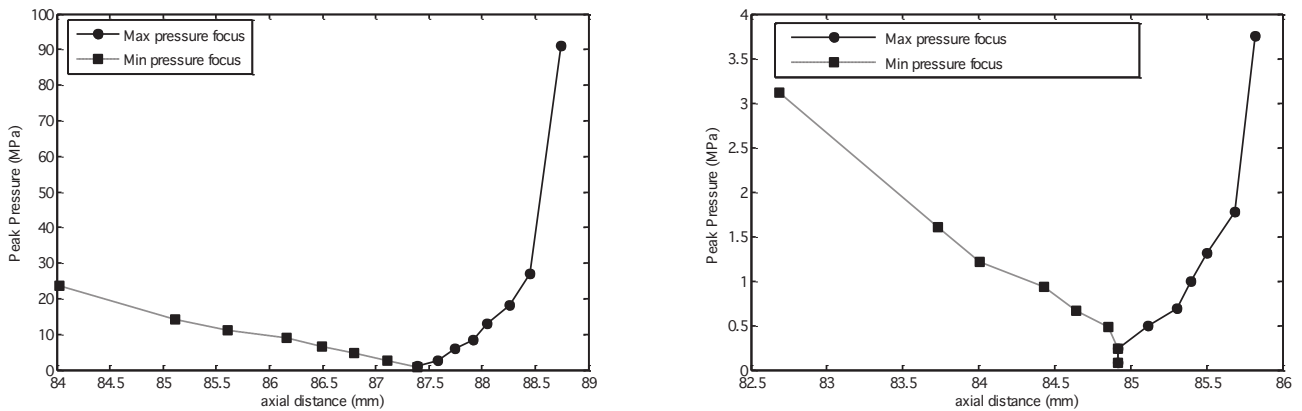 100
90
80
70
60
50
40
30
20
10
0
Peak Pressure (MPa)
Max pressure focus
Min pressure focus
84 84.5 85 85.5 86 86.5 87 87.5 88 88.5 89
axial distance (mm)
4
3.5
3
2.5
2
1.5
1
0.5
0
Peak Pressure (MPa)
Max pressure focus
Min pressure focus
82.5 83 83.5 84 84.5 85 85.5 86
axial distance (mm)